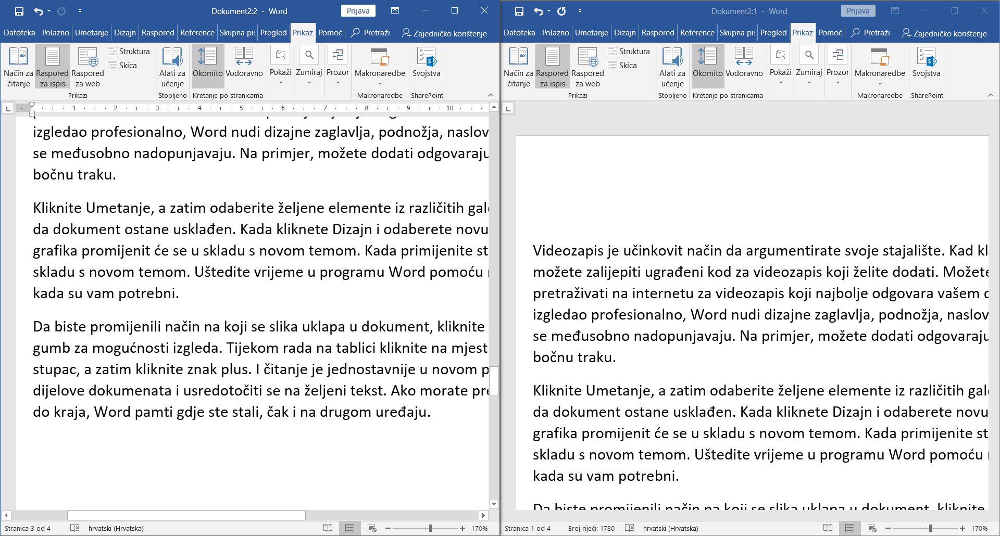 Dokument2:2 - Word
Prijava
Datoteka Polazno Umetanje Dizajn Raspored Reference Skupna pis Pregled Prikaz Pomoć Pretraži Zajedničko korištenje
Način za čitanje
Raspored za ispis
Raspored za web
Struktura
Skica
Alati za učenje
Okomito
Vodoravno
Pokaži
Zumiraj
Prozor
Makronaredbe
Svojstva
Prikazi Stopljeno Kretanje po stranicama Makronaredbe SharePoint
1 2 3 4 5 6 7 8 9 10
izgledao profesionalno, Word nudi dizajne zaglavlja, podnožja, naslov
se međusobno nadopunjavaju. Na primjer, možete dodati odgovaraju
bočnu traku.
Kliknite Umetanje, a zatim odaberite željene elemente iz različitih gal
da dokument ostane usklađen. Kada kliknete Dizajn i odaberete novu
grafika promijenit će se u skladu s novom temom. Kada primijenite st
skladu s novom temom. Uštedite vrijeme u programu Word pomoću
kada su vam potrebni.
Da biste promijenili način na koji se slika uklapa u dokument, kliknite
gumb za mogućnosti izgleda. Tijekom rada na tablici kliknite na mjest
stupac, a zatim kliknite znak plus. I čitanje je jednostavnije u novom p
dijelove dokumenata i usredotočiti se na željeni tekst. Ako morate pre
do kraja, Word pamti gdje ste stali, čak i na drugom uređaju.
Stranica 3 od 4 hrvatski (Hrvatska) 170%
Dokument2:1 - Word
Prijava
Datoteka Polazno Umetanje Dizajn Raspored Reference Skupna pis Pregled Prikaz Pomoć Pretraži Zajedničko korištenje
Način za čitanje
Raspored za ispis
Raspored za web
Struktura
Skica
Alati za učenje
Okomito
Vodoravno
Pokaži
Zumiraj
Prozor
Makronaredbe
Svojstva
Prikazi Stopljeno Kretanje po stranicama Makronaredbe SharePoint
Videozapis je učinkovit način da argumentirate svoje stajalište. Kad kl
možete zalijepiti ugrađeni kod za videozapis koji želite dodati. Možete
pretraživati na internetu za videozapis koji najbolje odgovara vašem d
izgledao profesionalno, Word nudi dizajne zaglavlja, podnožja, naslov
se međusobno nadopunjavaju. Na primjer, možete dodati odgovaraju
bočnu traku.
Kliknite Umetanje, a zatim odaberite željene elemente iz različitih gal
da dokument ostane usklađen. Kada kliknete Dizajn i odaberete novu
grafika promijenit će se u skladu s novom temom. Kada primijenite st
skladu s novom temom. Uštedite vrijeme u programu Word pomoću
kada su vam potrebni.
Da biste promijenili način na koji se slika uklapa u dokument, kliknite
Stranica 1 od 4 Broj riječi: 1780 hrvatski (Hrvatska) 170%